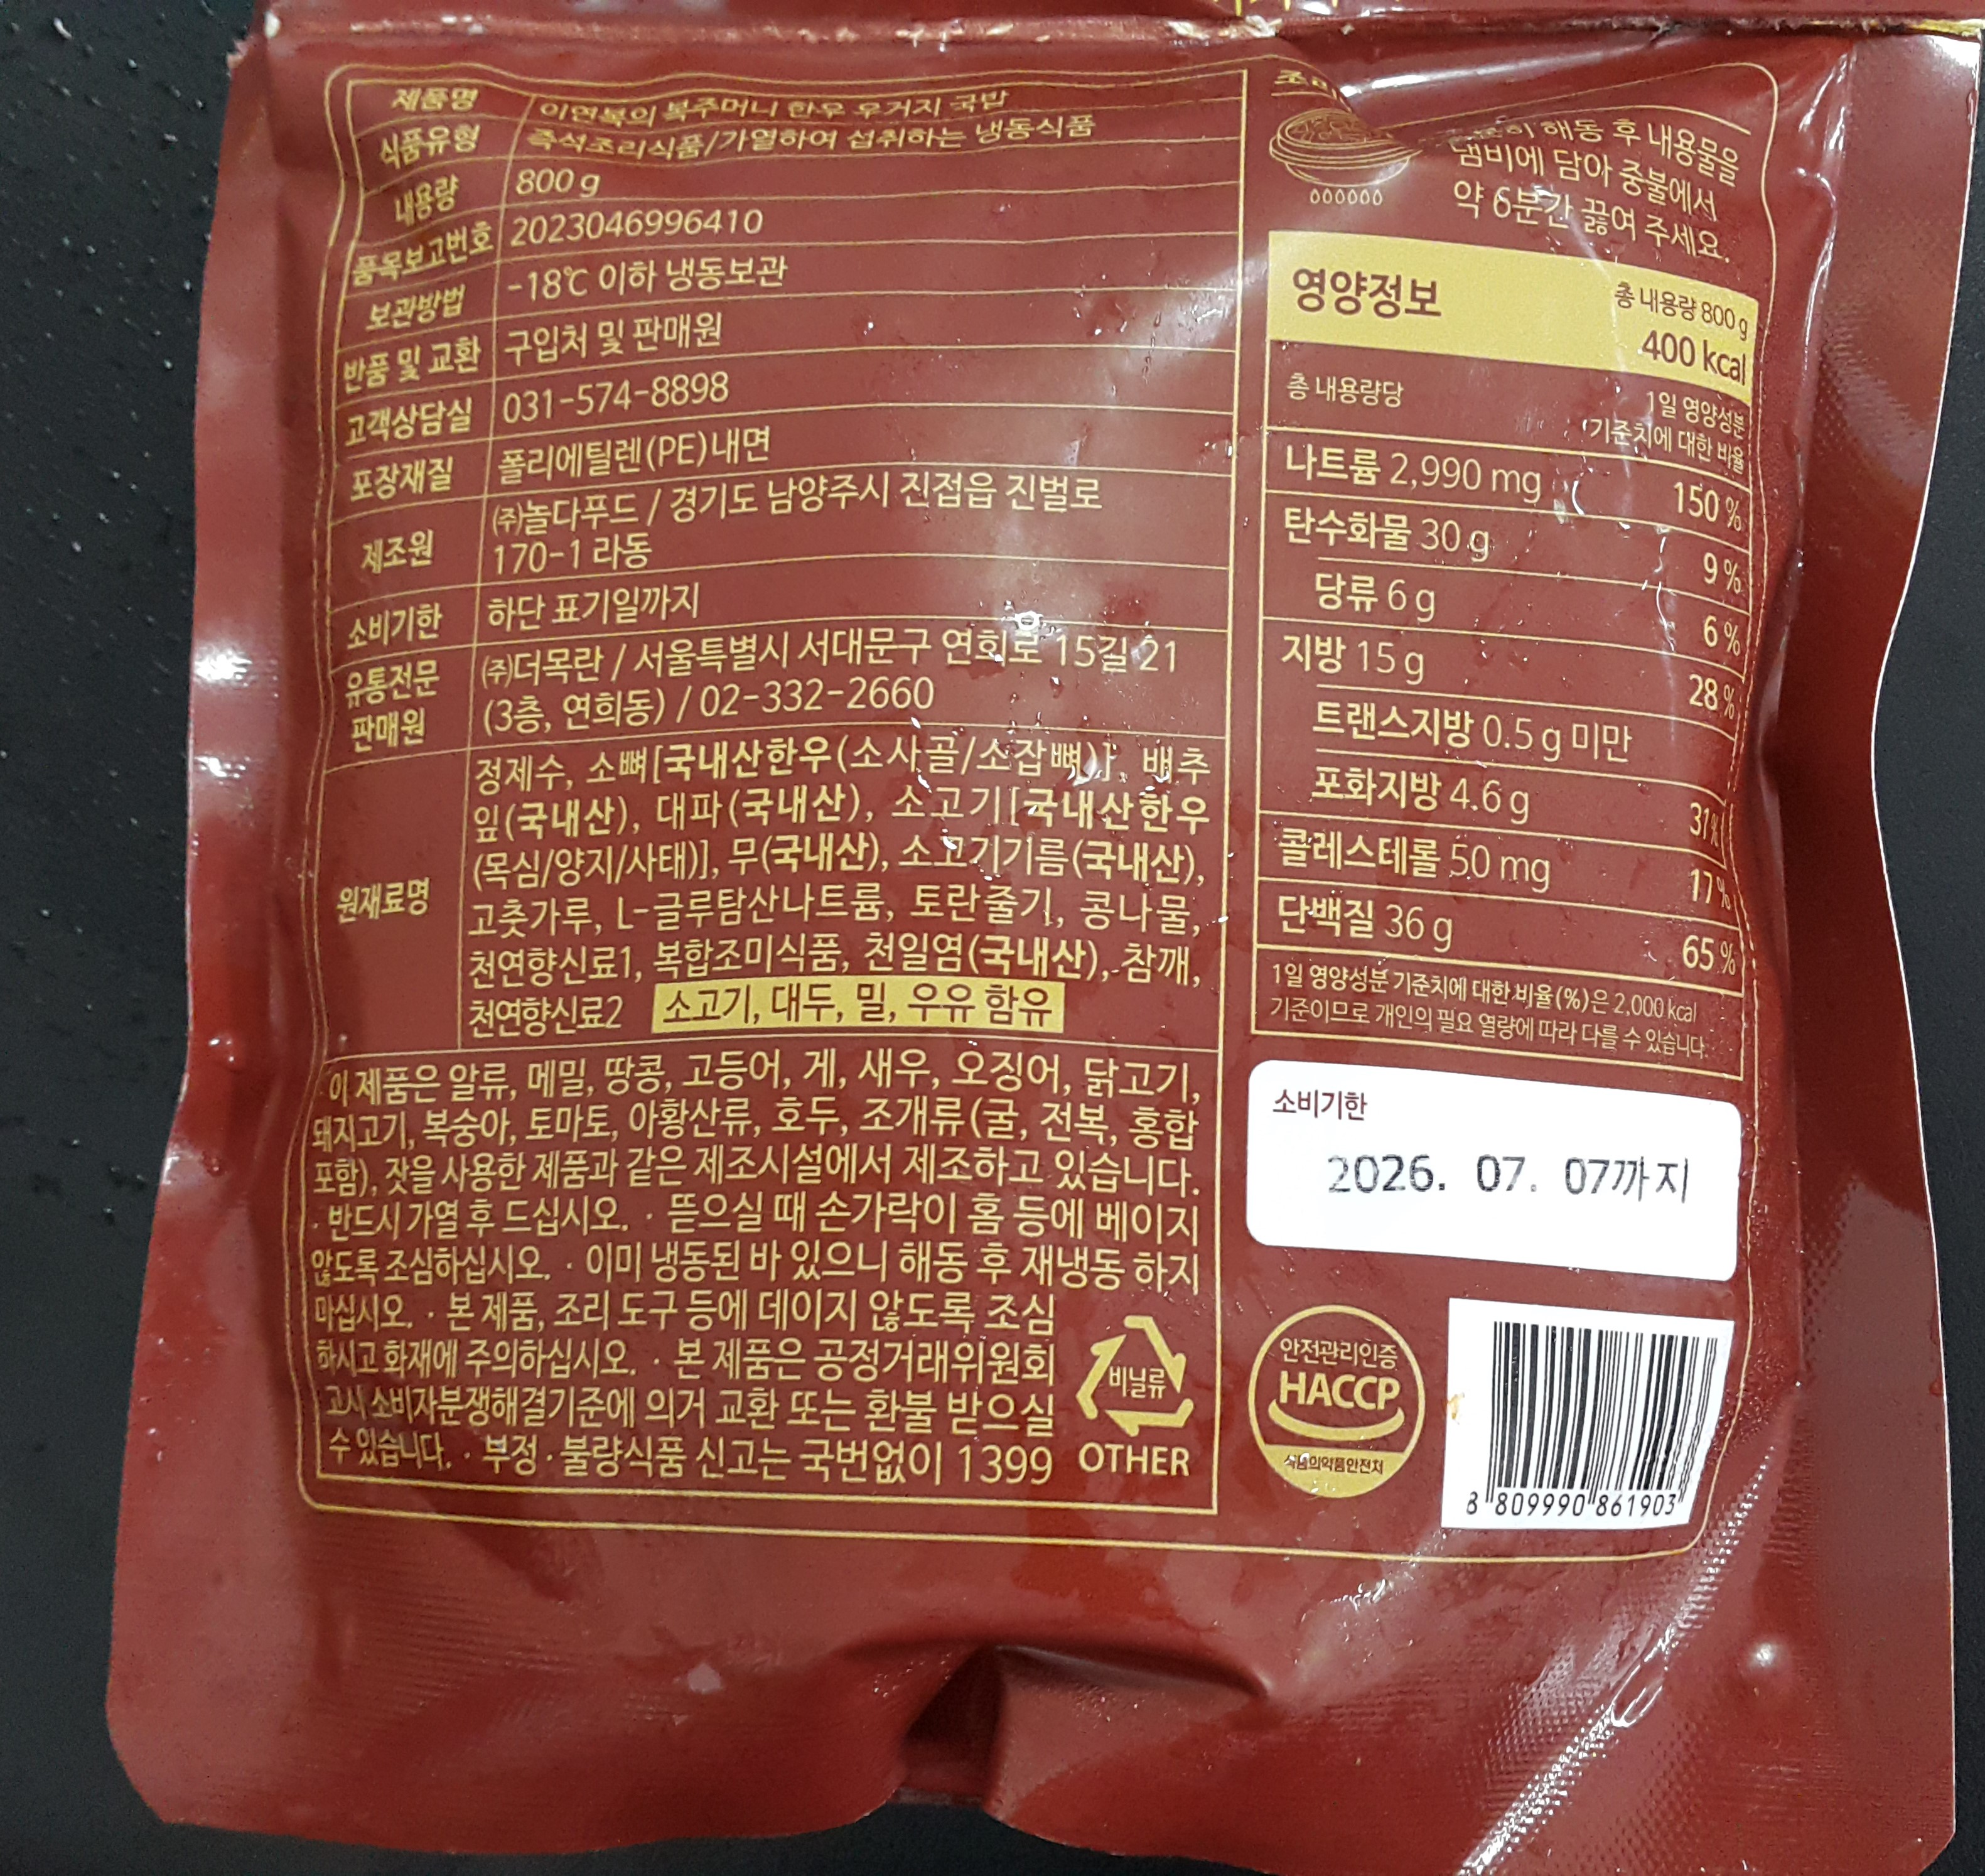 제품명 이연복의 복주머니 한우 우거지 국밥
식품유형 즉석조리식품/가열하여 섭취하는 냉동식품
내용량 800 g
품목보고번호 2023046996410
보관방법 -18℃ 이하 냉동보관
반품 및 교환 구입처 및 판매원
고객상담실 031-574-8898
포장재질 폴리에틸렌(PE)내면
제조원 ㈜놀다푸드 / 경기도 남양주시 진접읍 진벌로
170-1 라동
소비기한 하단 표기일까지
유통전문
판매원
㈜더목란 / 서울특별시 서대문구 연희로 15길 21
(3층, 연희동) / 02-332-2660
원재료명
정제수, 소뼈[국내산한우(소사골/소잡뼈)], 배추
잎(국내산), 대파(국내산), 소고기[국내산한우
(목심/양지/사태)], 무(국내산), 소고기기름(국내산),
고춧가루, L-글루탐산나트륨, 토란줄기, 콩나물,
천연향신료1, 복합조미식품, 천일염(국내산), 참깨,
천연향신료2 소고기, 대두, 밀, 우유 함유
· 이 제품은 알류, 메밀, 땅콩, 고등어, 게, 새우, 오징어, 닭고기,
돼지고기, 복숭아, 토마토, 아황산류, 호두, 조개류(굴, 전복, 홍합
포함), 잣을 사용한 제품과 같은 제조시설에서 제조하고 있습니다.
· 반드시 가열 후 드십시오. · 뜯으실 때 손가락이 홈 등에 베이지
않도록 조심하십시오. · 이미 냉동된 바 있으니 해동 후 재냉동 하지
마십시오. · 본 제품, 조리 도구 등에 데이지 않도록 조심
하시고 화재에 주의하십시오. · 본 제품은 공정거래위원회
고시 소비자분쟁해결기준에 의거 교환 또는 환불 받으실
수 있습니다. · 부정·불량식품 신고는 국번없이 1399
비닐류
OTHER
해동 후 내용물을
냄비에 담아 중불에서
약 6분간 끓여 주세요.
영양정보
총 내용량 800 g
400 kcal
총 내용량당
1일 영양성분
기준치에 대한 비율
나트륨 2,990 mg 150 %
탄수화물 30 g 9 %
당류 6 g 6 %
지방 15 g 28 %
트랜스지방 0.5 g 미만
포화지방 4.6 g 31 %
콜레스테롤 50 mg 17 %
단백질 36 g 65 %
1일 영양성분 기준치에 대한 비율(%)은 2,000 kcal
기준이므로 개인의 필요 열량에 따라 다를 수 있습니다.
소비기한
2026. 07. 07까지
안전관리인증
HACCP
식품의약품안전처
8 809990 861903